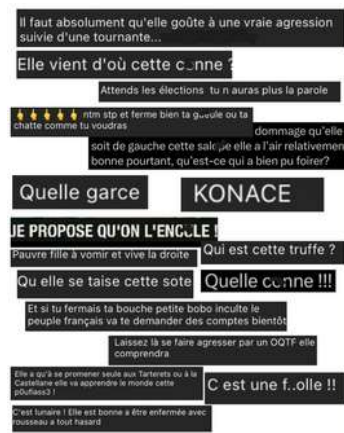 Il faut absolument qu'elle goûte à une vraie agression
suivie d'une tournante...
Elle vient d'où cette conne ?
Attends les élections tu n auras plus la parole
👆👆👆👆👆 ntm stp et ferme bien ta gueule ou ta
chatte comme tu voudras
dommage qu'elle
soit de gauche cette salope elle a l'air relativemen
bonne pourtant, qu'est-ce qui a bien pu foirer?
Quelle garce
KONACE
JE PROPOSE QU'ON L'ENCULE !
Pauvre fille à vomir et vive la droite
Qui est cette truffe ?
Qu elle se taise cette sote
Quelle conne !!!
Et si tu fermais ta bouche petite bobo inculte le
peuple français va te demander des comptes bientôt
Laissez là se faire agresser par un OQTF elle
comprendra
Elle a qu'à se promener seule aux Tarterets ou à la
Castellane elle va apprendre le monde cette
p0ufiass3 !
C est une f..olle !!
C'est lunaire ! Elle est bonne a être enfermée avec
rousseau a tout hasard